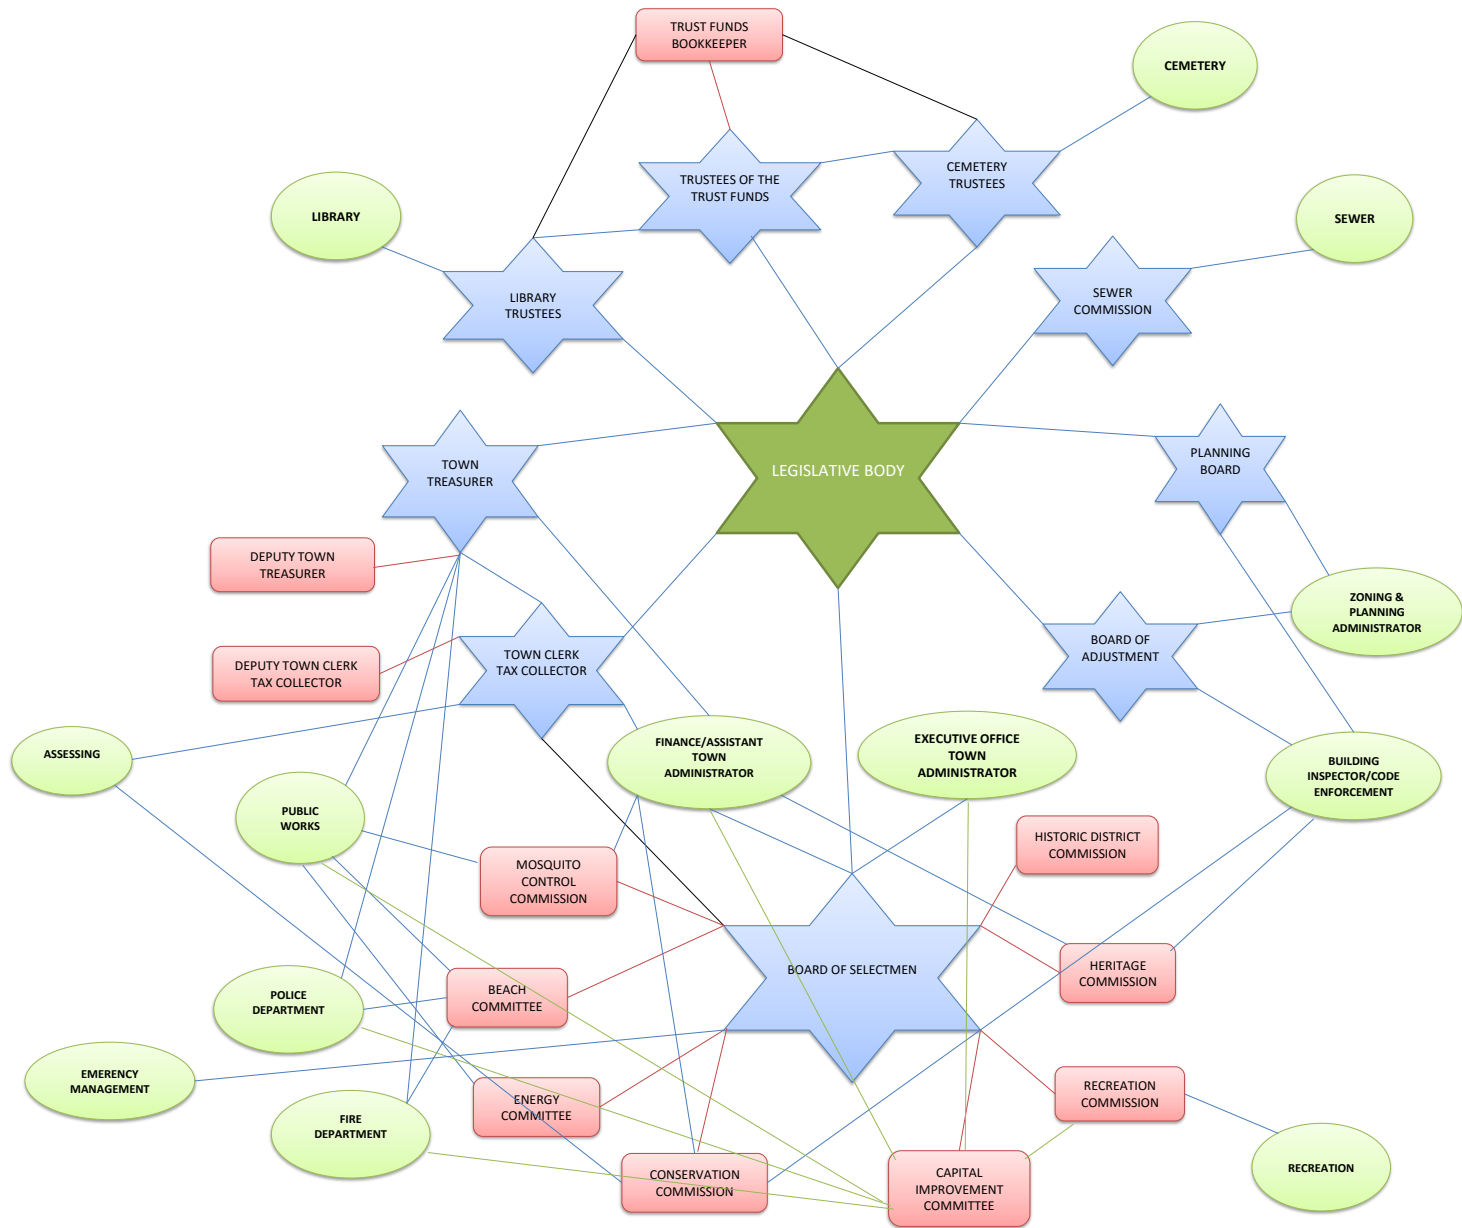 TRUST FUNDS
BOOKKEEPER
CEMETERY
CEMETERY
TRUSTEES
TRUSTEES OF THE
TRUST FUNDS
LIBRARY
SEWER
LIBRARY
TRUSTEES
SEWER
COMMISSION
TOWN
TREASURER
LEGISLATIVE BODY
PLANNING
BOARD
DEPUTY TOWN
TREASURER
ZONING &
PLANNING
ADMINISTRATOR
BOARD OF
ADJUSTMENT
TOWN CLERK
TAX COLLECTOR
DEPUTY TOWN CLERK
TAX COLLECTOR
ASSESSING
FINANCE/ASSISTANT
TOWN
ADMINISTRATOR
EXECUTIVE OFFICE
TOWN
ADMINISTRATOR
BUILDING
INSPECTOR/CODE
ENFORCEMENT
PUBLIC
WORKS
HISTORIC DISTRICT
COMMISSION
MOSQUITO
CONTROL
COMMISSION
BOARD OF SELECTMEN
HERITAGE
COMMISSION
BEACH
COMMITTEE
POLICE
DEPARTMENT
EMERENCY
MANAGEMENT
ENERGY
COMMITTEE
RECREATION
COMMISSION
FIRE
DEPARTMENT
CONSERVATION
COMMISSION
CAPITAL
IMPROVEMENT
COMMITTEE
RECREATION